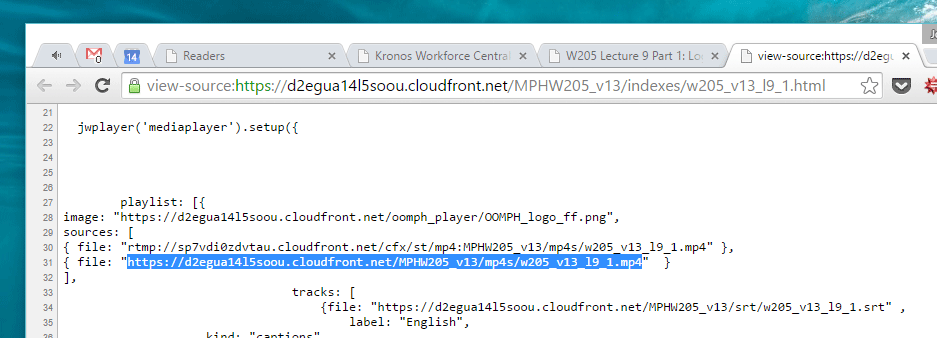 0
14
Readers
Kronos Workforce Central
W205 Lecture 9 Part 1: Lo
view-source:https://d2eg
view-source:https://d2egua14l5soou.cloudfront.net/MPHW205_v13/indexes/w205_v13_l9_1.html
21
22 jwplayer('mediaplayer').setup({
23
24
25
26
27 playlist: [{
28 image: "https://d2egua14l5soou.cloudfront.net/oomph_player/OOMPH_logo_ff.png",
29 sources: [
30 { file: "rtmp://sp7vdi0zdvtau.cloudfront.net/cfx/st/mp4:MPHW205_v13/mp4s/w205_v13_l9_1.mp4" },
31 { file: "https://d2egua14l5soou.cloudfront.net/MPHW205_v13/mp4s/w205_v13_l9_1.mp4" }
32 ],
33 tracks: [
34 {file: "https://d2egua14l5soou.cloudfront.net/MPHW205_v13/srt/w205_v13_l9_1.srt" ,
35 label: "English",
36 kind: "captions"